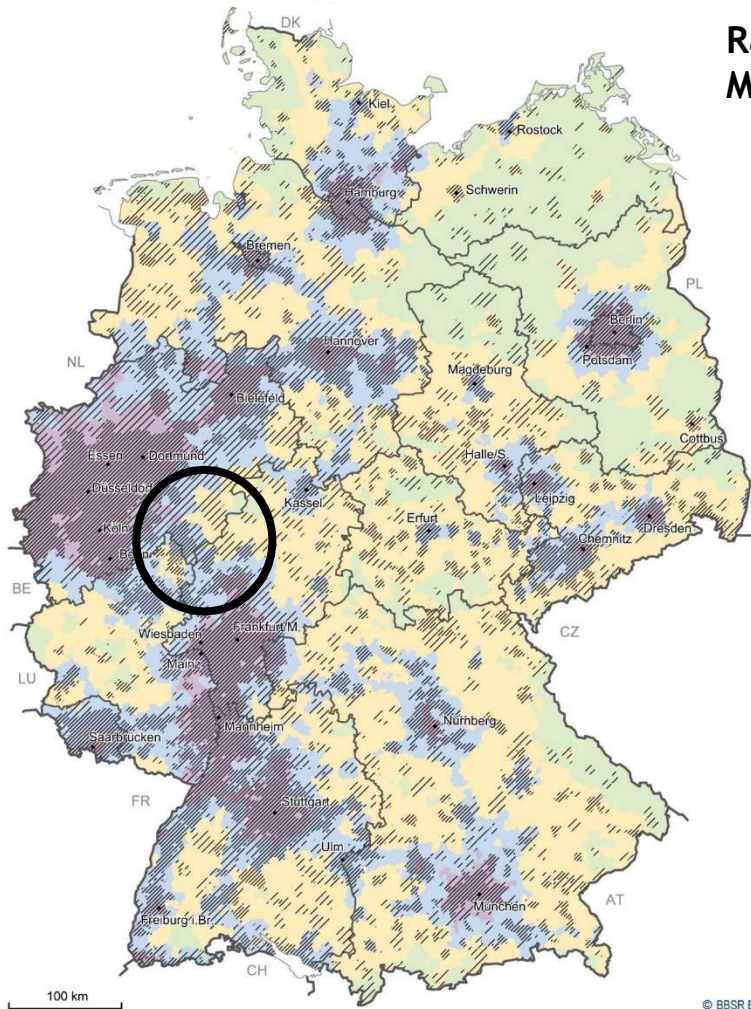 Ra
M
DK
Kiel
Rostock
Hamburg
Schwerin
Bremen
PL
Berlin
Hannover
Potsdam
NL
Magdeburg
Bielefeld
Cottbus
Essen
Dortmund
Halle/S.
Düsseldorf
Kassel
Leipzig
Köln
Erfurt
Dresden
Chemnitz
Bonn
BE
Wiesbaden
Frankfurt/M.
CZ
Mainz
LU
Mannheim
Nürnberg
Saarbrücken
FR
Stuttgart
Ulm
München
AT
Freiburg i.Br.
CH
100 km
© BBSR B